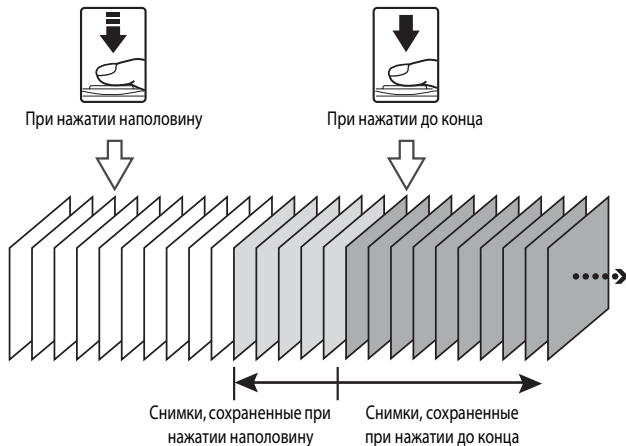 При нажатии наполовину
При нажатии до конца
Снимки, сохраненные при
нажатии наполовину
Снимки, сохраненные
при нажатии до конца